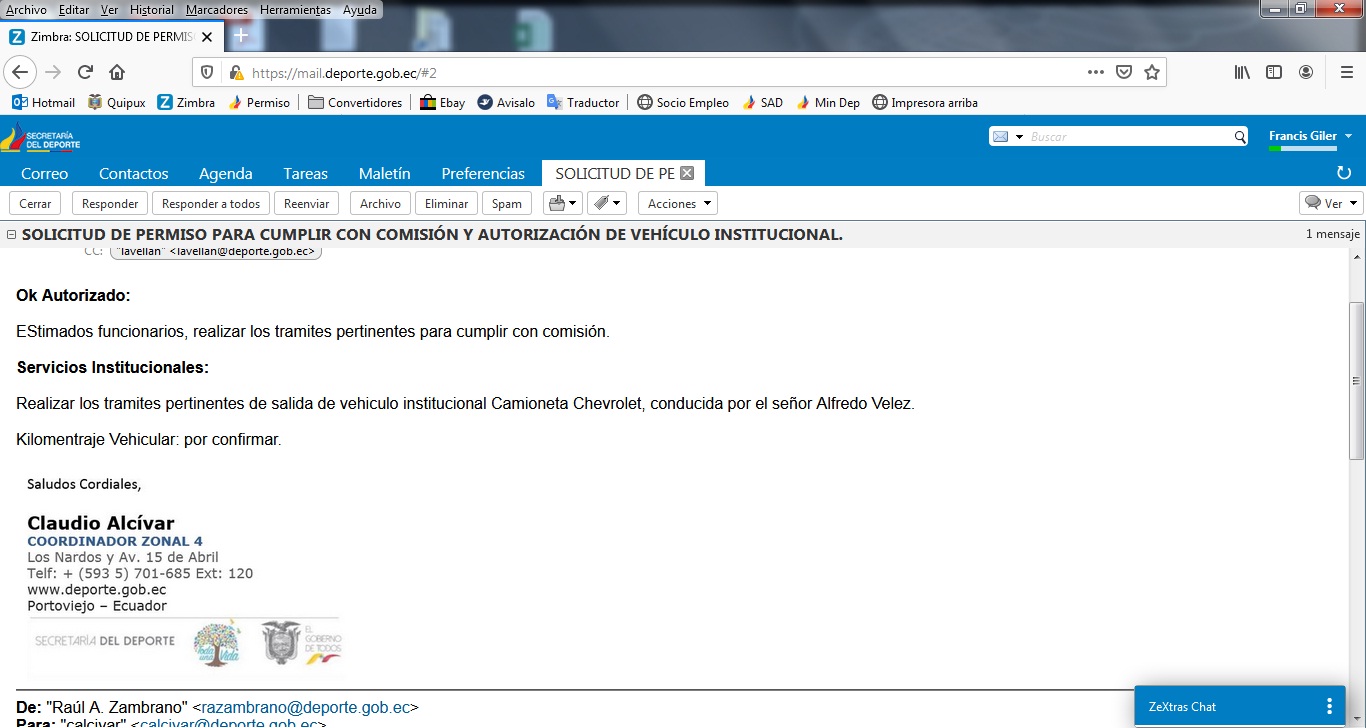 Archivo Editar Ver Historial Marcadores Herramientas Ayuda
Zimbra: SOLICITUD DE PERMIS
https://mail.deporte.gob.ec/#2
Hotmail Quipux Zimbra Permiso Convertidores Ebay Avisalo Traductor Socio Empleo SAD Min Dep Impresora arriba
SECRETARÍA
DEL DEPORTE
Buscar
Francis Giler
Correo Contactos Agenda Tareas Maletín Preferencias SOLICITUD DE PE
Cerrar Responder Responder a todos Reenviar Archivo Eliminar Spam Acciones Ver
SOLICITUD DE PERMISO PARA CUMPLIR CON COMISIÓN Y AUTORIZACIÓN DE VEHÍCULO INSTITUCIONAL. 1 mensaje
CC: "lavellan" <lavellan@deporte.gob.ec>
Ok Autorizado:
EStimados funcionarios, realizar los tramites pertinentes para cumplir con comisión.
Servicios Institucionales:
Realizar los tramites pertinentes de salida de vehiculo institucional Camioneta Chevrolet, conducida por el señor Alfredo Velez.
Kilomentraje Vehicular: por confirmar.
Saludos Cordiales,
Claudio Alcívar
COORDINADOR ZONAL 4
Los Nardos y Av. 15 de Abril
Telf: + (593 5) 701-685 Ext: 120
www.deporte.gob.ec
Portoviejo – Ecuador
SECRETARÍA DEL DEPORTE
Toda una Vida
EL GOBIERNO DE TODOS
De: "Raúl A. Zambrano" <razambrano@deporte.gob.ec>
Para: "calcivar" <calcivar@deporte.gob.ec>
ZeXtras Chat